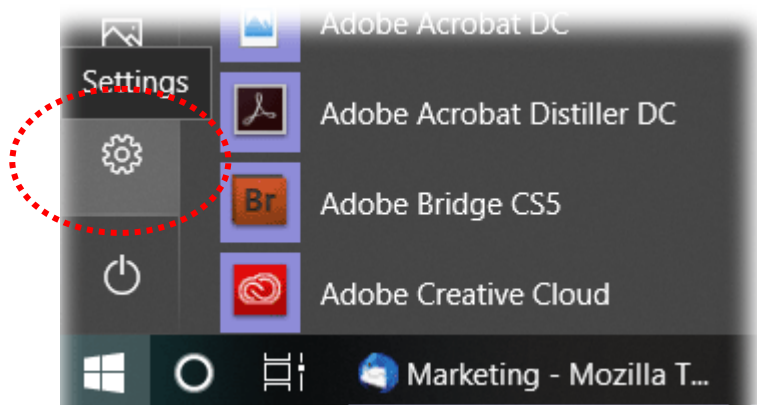 Adobe Acrobat DC
Settings
Adobe Acrobat Distiller DC
Br
Adobe Bridge CS5
Adobe Creative Cloud
Marketing - Mozilla T...